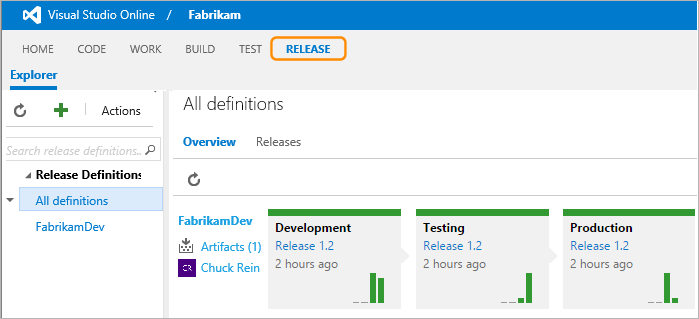 Visual Studio Online / Fabrikam
HOME CODE WORK BUILD TEST RELEASE
Explorer
Actions
Search release definitions...
Release Definitions
All definitions
FabrikamDev
All definitions
Overview Releases
FabrikamDev
Artifacts (1)
CR Chuck Rein
Development
Release 1.2
2 hours ago
Testing
Release 1.2
2 hours ago
Production
Release 1.2
2 hours ago